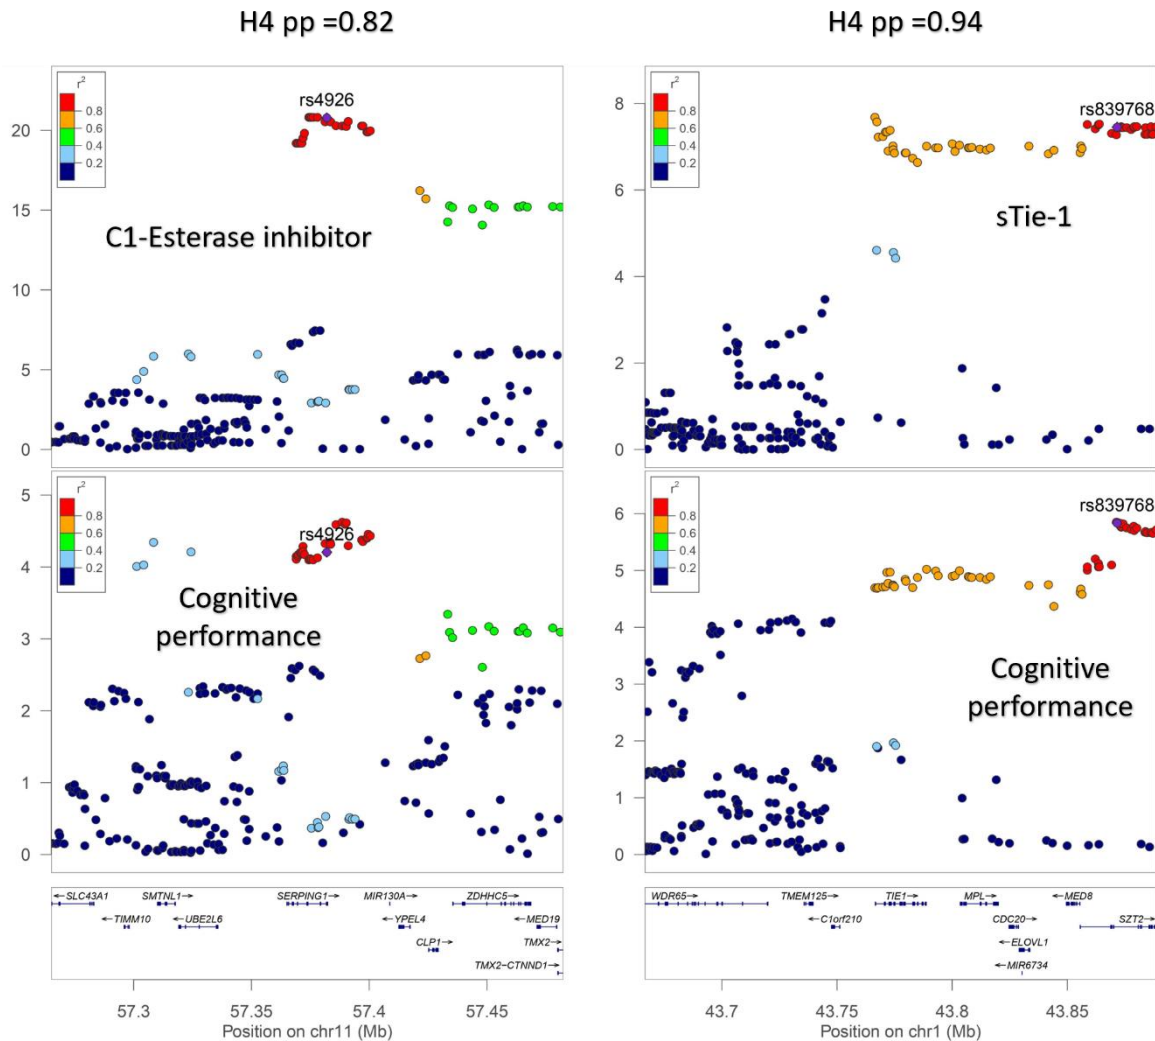 H4 pp =0.82
H4 pp =0.94
r²
0.8
0.6
0.4
0.2
rs4926
C1-Esterase inhibitor
20
15
10
5
0
r²
0.8
0.6
0.4
0.2
rs839768
sTie-1
8
6
4
2
0
r²
0.8
0.6
0.4
0.2
rs4926
Cognitive
performance
5
4
3
2
1
0
r²
0.8
0.6
0.4
0.2
rs839768
Cognitive
performance
6
5
4
3
2
1
0
←SLC43A1 SMTNL1→ SERPING1→ MIR130A→ ZDHHC5→
←TIMM10 ←UBE2L6 ←YPEL4 ←MED19
CLP1→ TMX2→
TMX2−CTNND1→
57.3 57.35 57.4 57.45
Position on chr11 (Mb)
WDR65→ TMEM125→ TIE1→ MPL→ ←MED8
←C1orf210 CDC20→ SZT2→
←ELOVL1
←MIR6734
43.7 43.75 43.8 43.85
Position on chr1 (Mb)